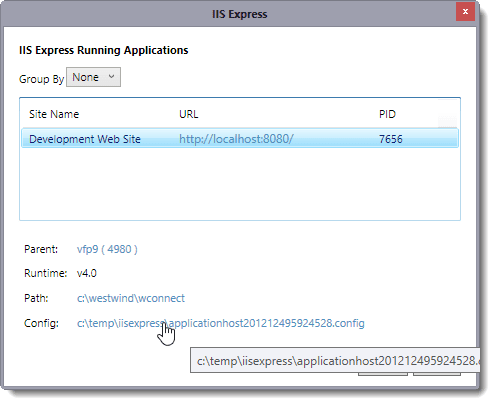 IIS Express
x
IIS Express Running Applications
Group By None
Site Name URL PID
Development Web Site http://localhost:8080/ 7656
Parent: vfp9 ( 4980 )
Runtime: v4.0
Path: c:\westwind\wconnect
Config: c:\temp\iisexpress\applicationhost201212495924528.config
c:\temp\iisexpress\applicationhost201212495924528.c